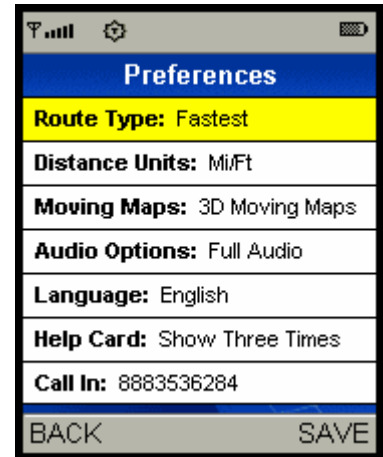 Preferences
Route Type: Fastest
Distance Units: Mi/Ft
Moving Maps: 3D Moving Maps
Audio Options: Full Audio
Language: English
Help Card: Show Three Times
Call In: 8883536284
BACK SAVE